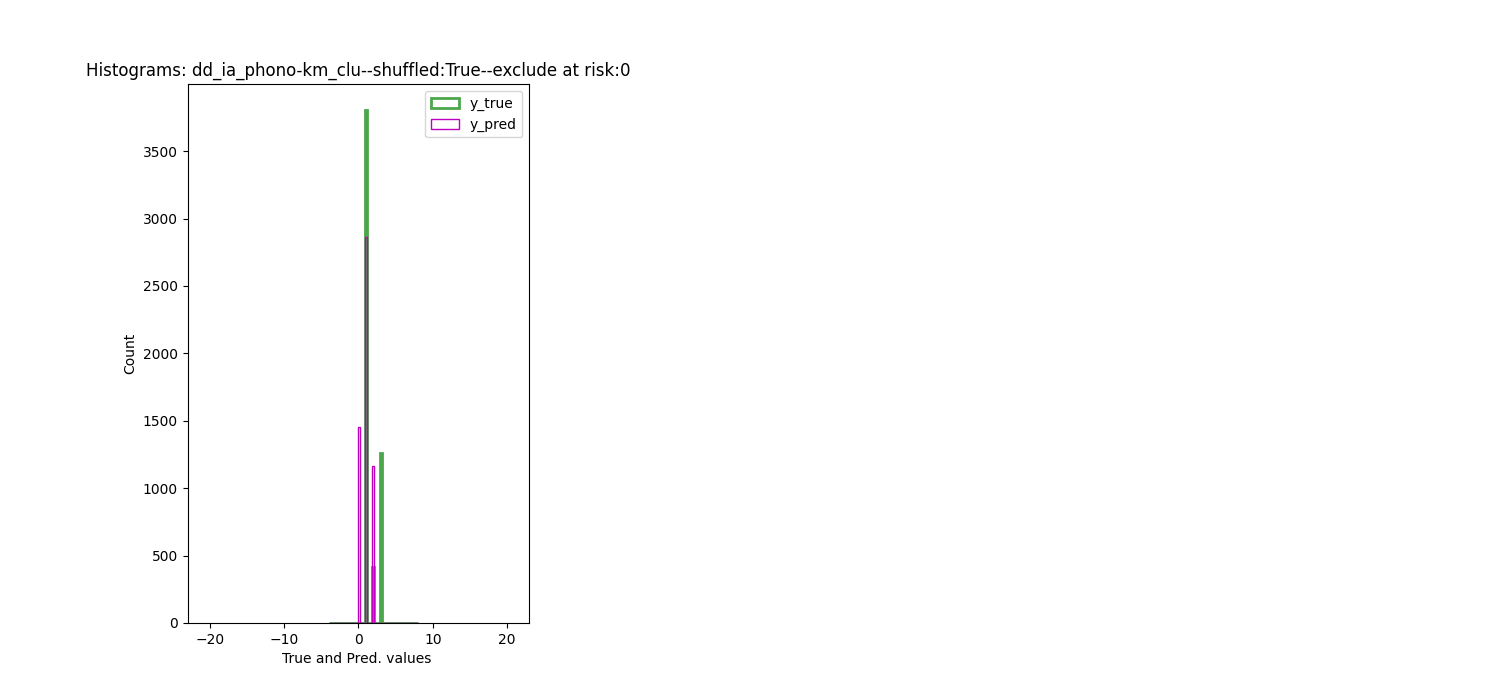 Histograms: dd_ia_phono-km_clu--shuffled:True--exclude at risk:0
y_true
y_pred
3500
3000
2500
2000
1500
1000
500
0
Count
−20 −10 0 10 20
True and Pred. values